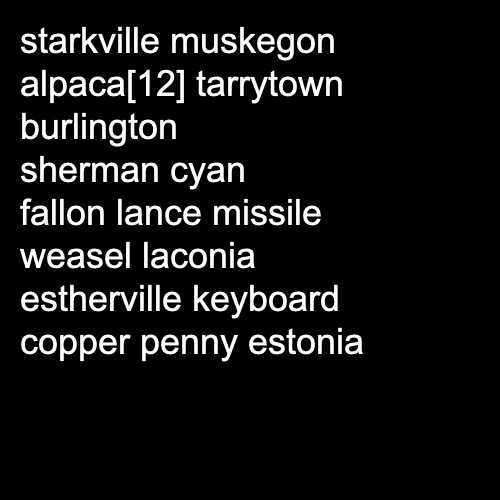 starkville muskegon
alpaca[12] tarrytown
burlington
sherman cyan
fallon lance missile
weasel laconia
estherville keyboard
copper penny estonia